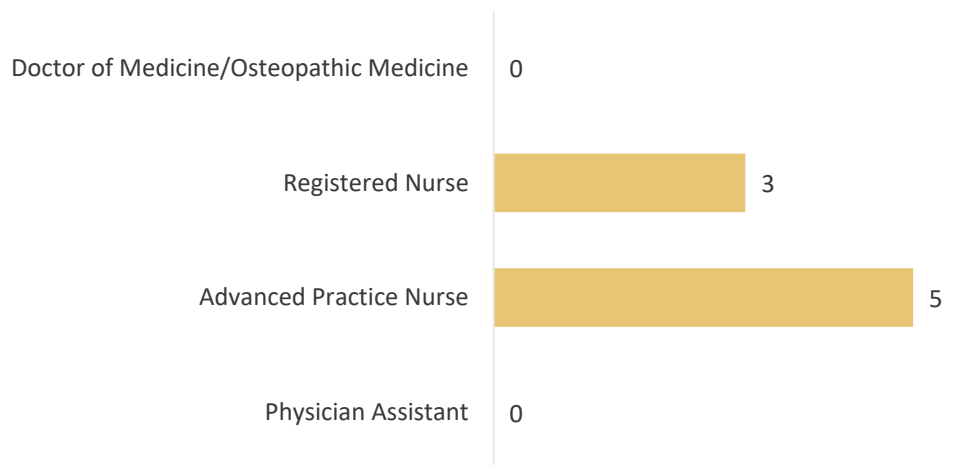 Doctor of Medicine/Osteopathic Medicine 0
Registered Nurse 3
Advanced Practice Nurse 5
Physician Assistant 0